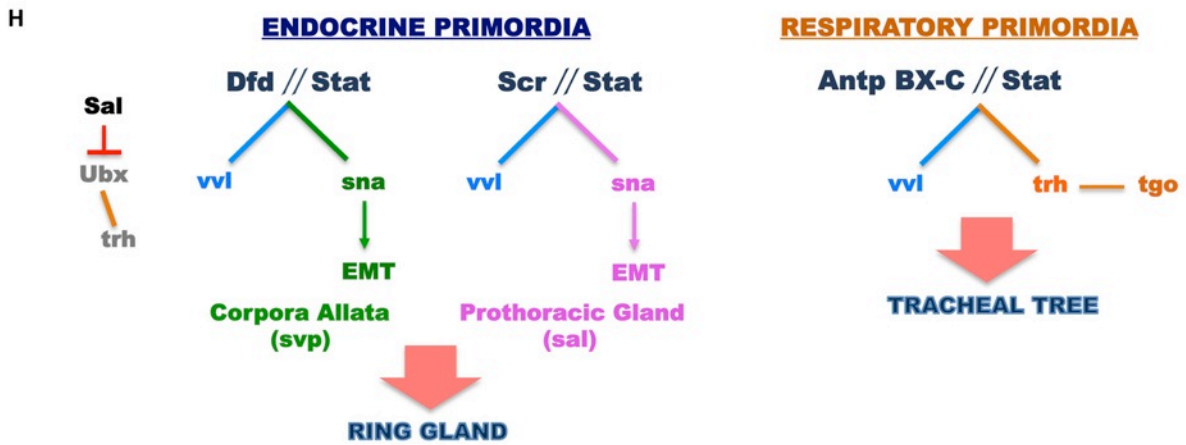 H
ENDOCRINE PRIMORDIA
RESPIRATORY PRIMORDIA
Dfd // Stat
Scr // Stat
Antp BX-C // Stat
Sal
Ubx
trh
vvl
sna
vvl
sna
vvl
trh
tgo
EMT
EMT
Corpora Allata
(svp)
Prothoracic Gland
(sal)
TRACHEAL TREE
RING GLAND